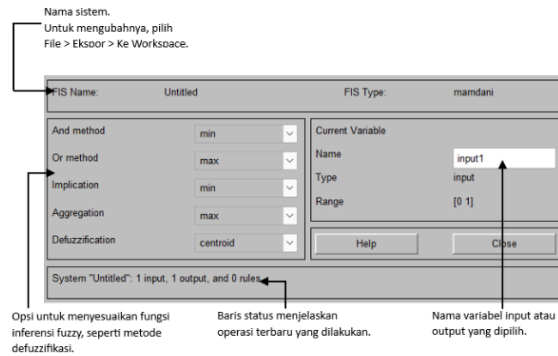 Nama sistem.
Untuk mengubahnya, pilih
File > Ekspor > Ke Workspace.
FIS Name: Untitled FIS Type: mamdani
And method min
Or method max
Implication min
Aggregation max
Defuzzification centroid
Current Variable
Name input1
Type input
Range [0 1]
Help Close
System "Untitled": 1 input, 1 output, and 0 rules
Opsi untuk menyesuaikan fungsi
inferensi fuzzy, seperti metode
defuzzifikasi.
Baris status menjelaskan
operasi terbaru yang dilakukan.
Nama variabel input atau
output yang dipilih.